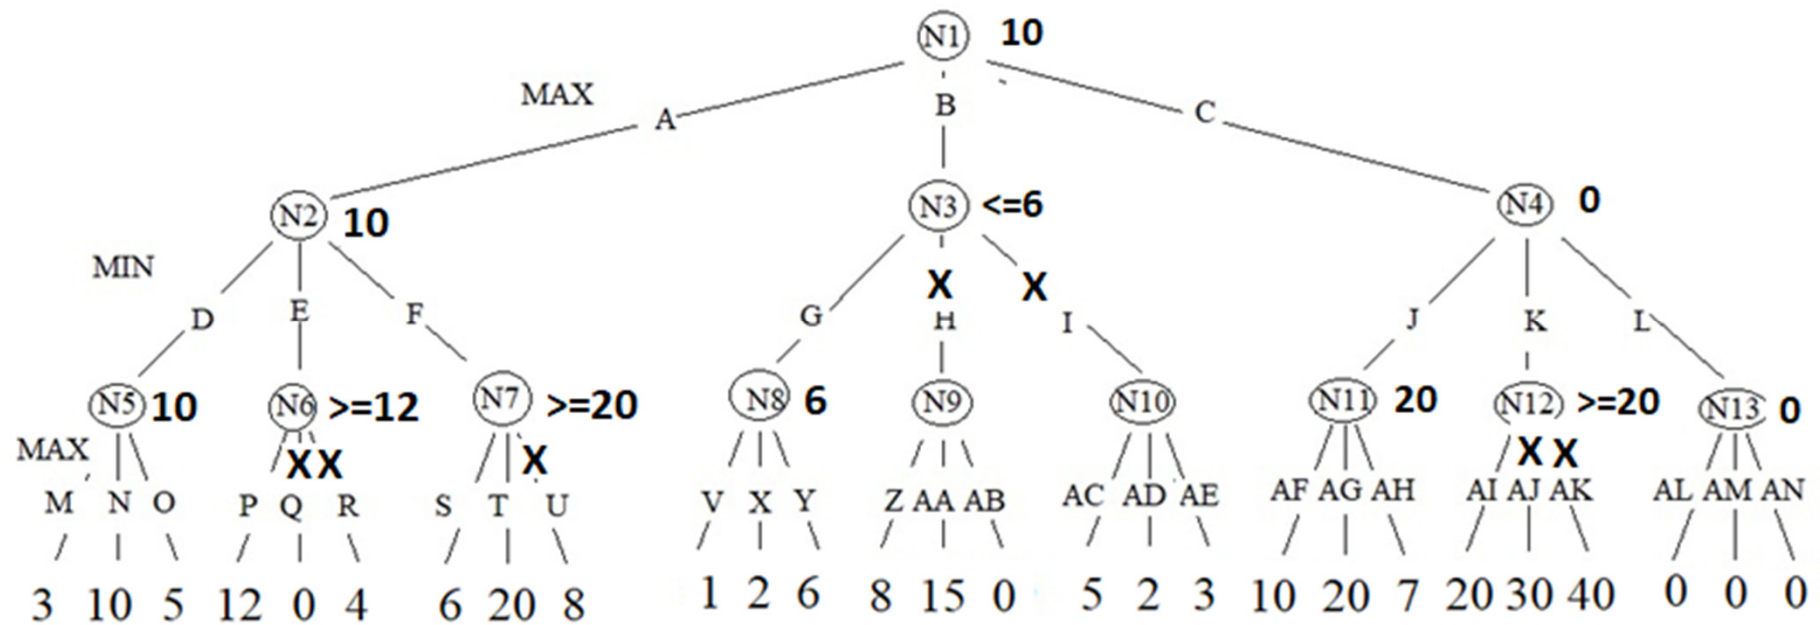 N1 10
MAX A B C
N2 10 N3 <=6 N4 0
MIN
D E F G X H X I J K L
N5 10 N6 >=12 N7 >=20 N8 6 N9 N10 N11 20 N12 >=20 N13 0
MAX X X X X X
M N O P Q R S T U V X Y Z AA AB AC AD AE AF AG AH AI AJ AK AL AM AN
3 10 5 12 0 4 6 20 8 1 2 6 8 15 0 5 2 3 10 20 7 20 30 40 0 0 0